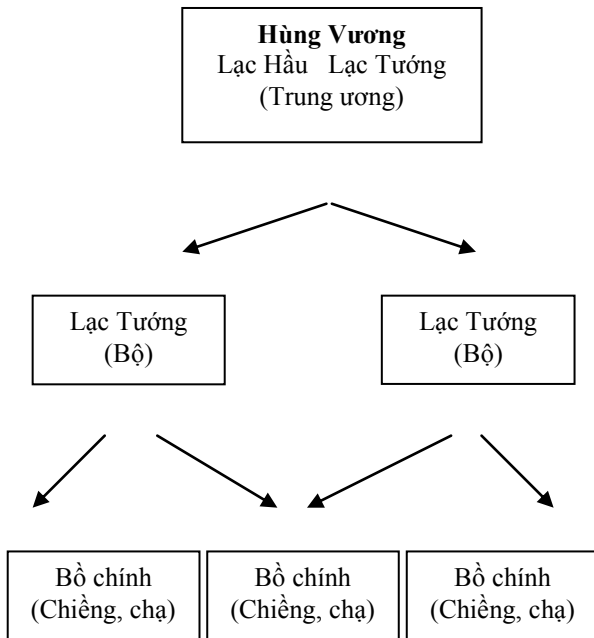 Hùng Vương
Lạc Hầu Lạc Tướng
(Trung ương)
Lạc Tướng
(Bộ)
Lạc Tướng
(Bộ)
Bồ chính
(Chiềng, chạ)
Bồ chính
(Chiềng, chạ)
Bồ chính
(Chiềng, chạ)